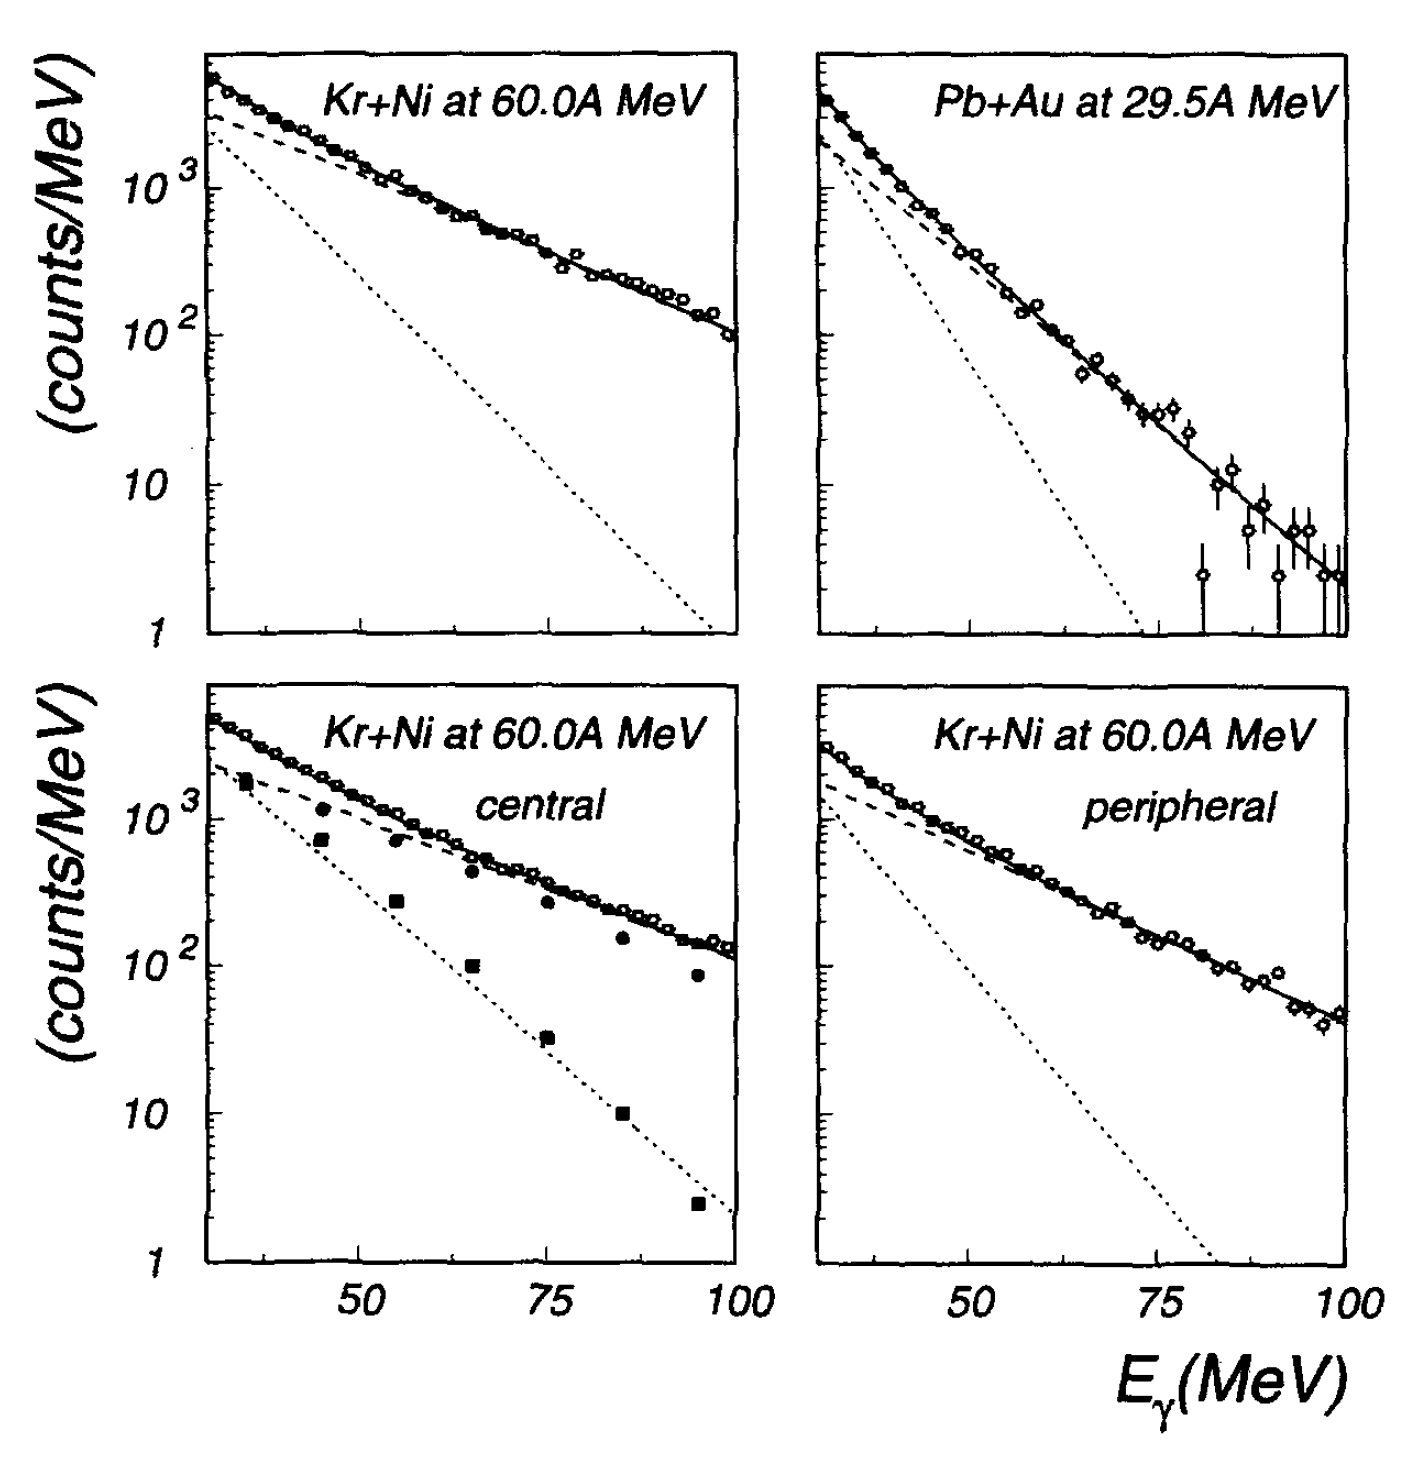 (counts/MeV)
Kr+Ni at 60.0A MeV
10³
10²
10
1
Pb+Au at 29.5A MeV
(counts/MeV)
Kr+Ni at 60.0A MeV
central
10³
10²
10
1
50 75 100
Kr+Ni at 60.0A MeV
peripheral
50 75 100
Eγ(MeV)